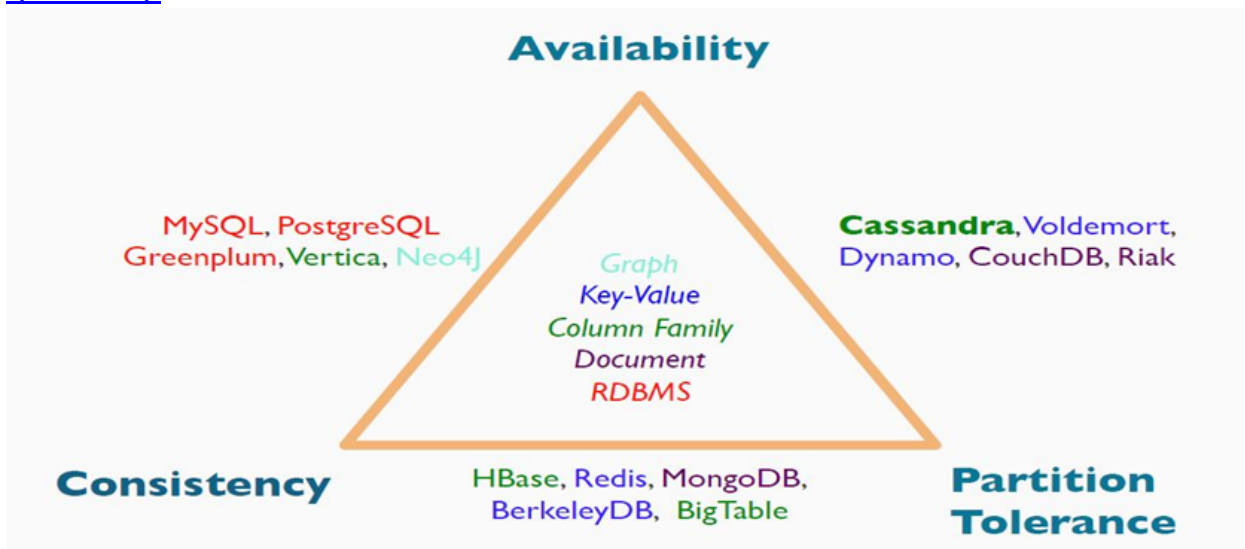 Availability
MySQL, PostgreSQL
Greenplum, Vertica, Neo4J
Cassandra, Voldemort,
Dynamo, CouchDB, Riak
Graph
Key-Value
Column Family
Document
RDBMS
Consistency
HBase, Redis, MongoDB,
BerkeleyDB, BigTable
Partition
Tolerance